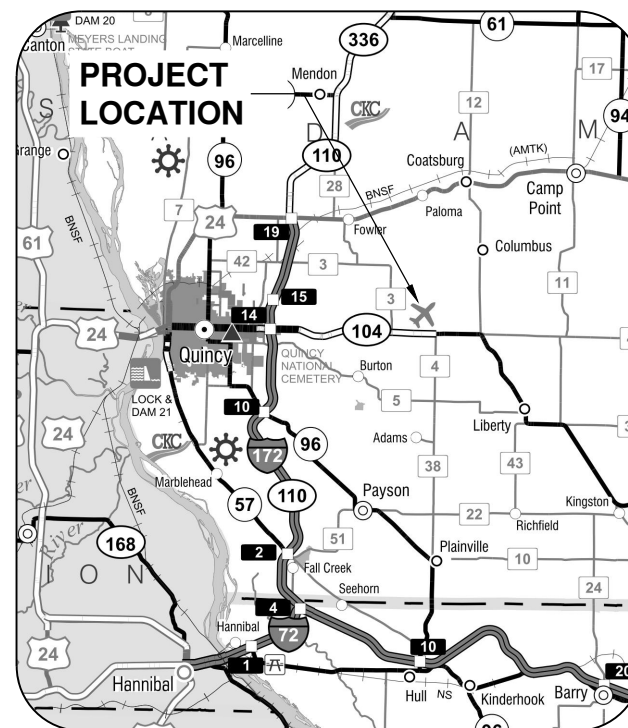 DAM 20
Canton
MEYERS LANDING
Marcelline
336
61
PROJECT
LOCATION
Mendon
17
12
CKC
S
D
A
M
94
110
(AMTK)
Coatsburg
96
BNSF
28
Camp
Point
Paloma
7
24
BNSF
19
Fowler
Columbus
61
42
3
11
15
3
14
24
104
Quincy
QUINCY
NATIONAL
CEMETERY
4
LOCK &
DAM 21
Burton
5
10
Liberty
24
CKC
96
Adams
172
38
43
Marblehead
110
Payson
Kingston
BNSF
57
22
Richfield
168
River
51
2
Plainville
10
I O N
Fall Creek
24
Seehorn
4
Hannibal
72
24
10
1
20
Hannibal
Hull
NS
Kinderhook
Barry